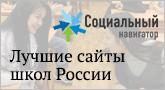 Социальный
навигатор
Лучшие сайты
школ России